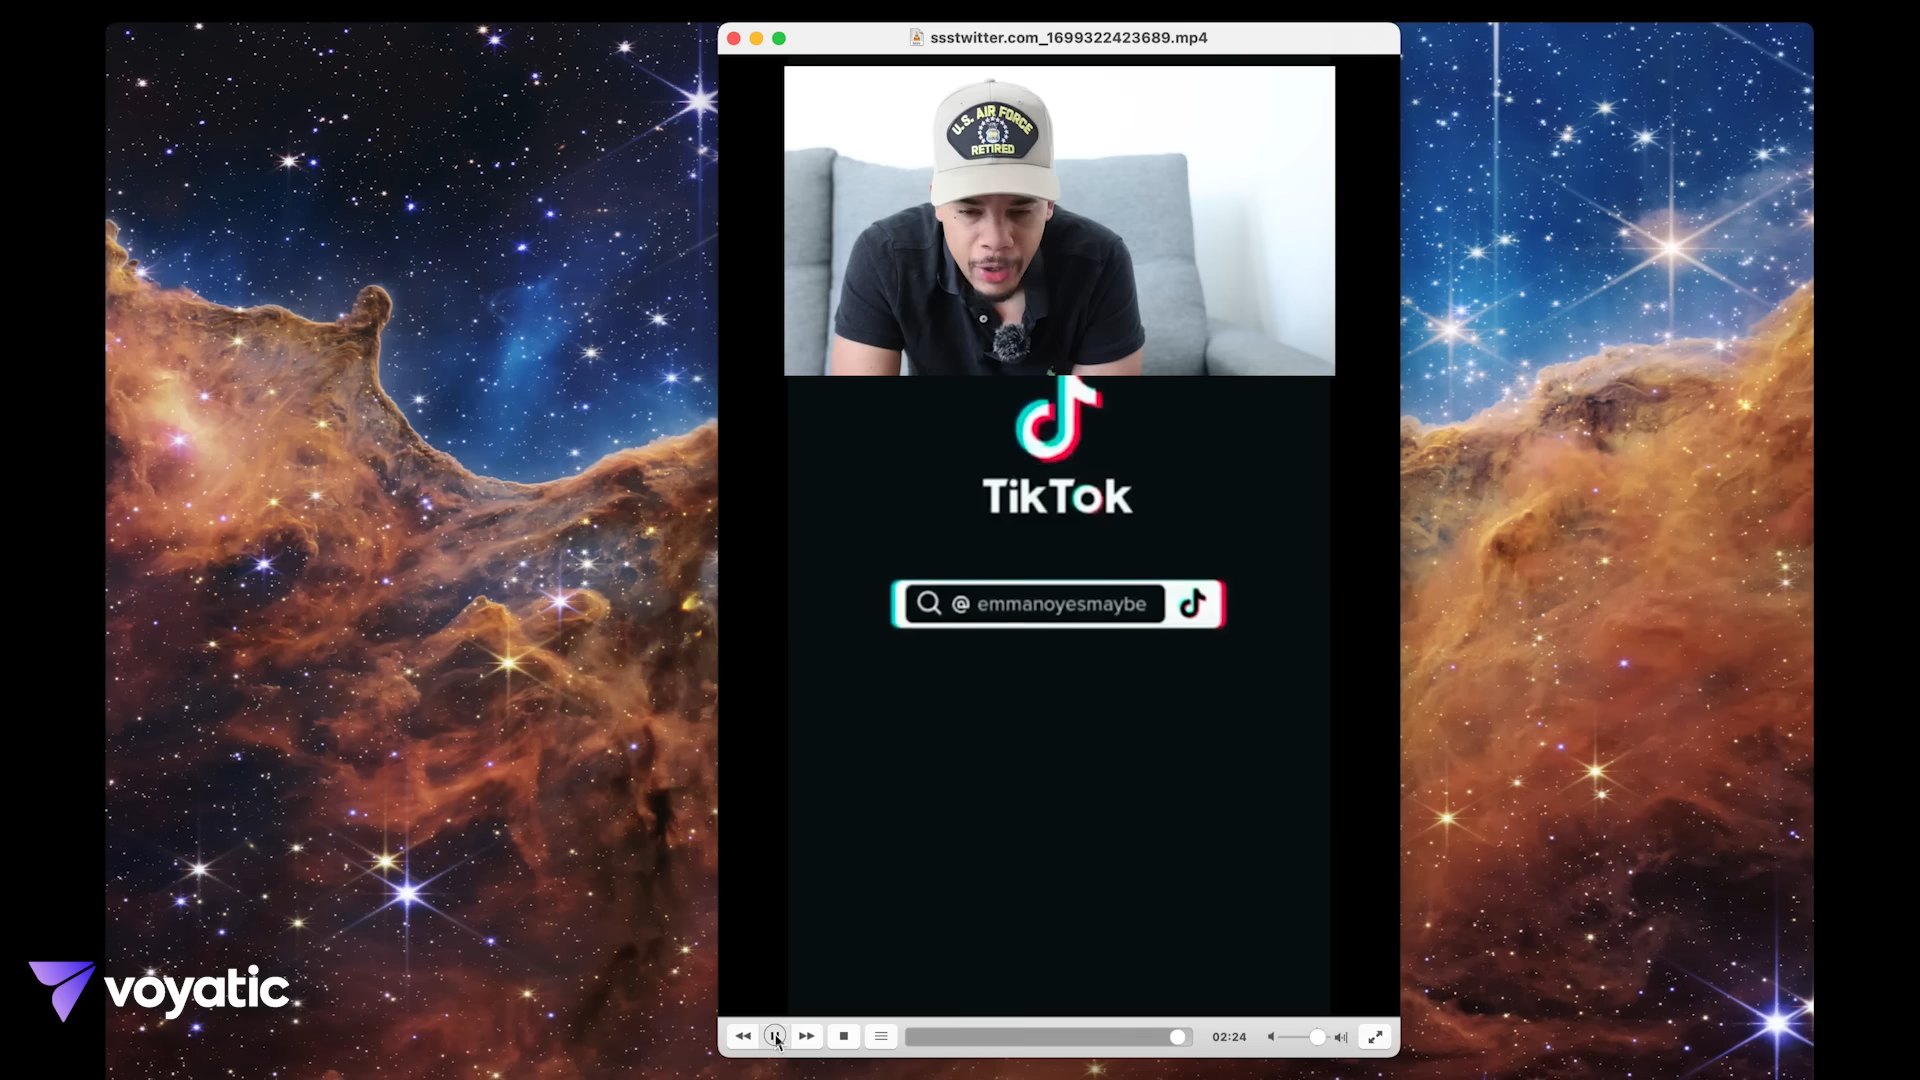 ssstwitter.com_1699322423689.mp4
U.S. AIR FORCE
RETIRED
TikTok
@ emmanoyesmaybe
voyatic
02:24